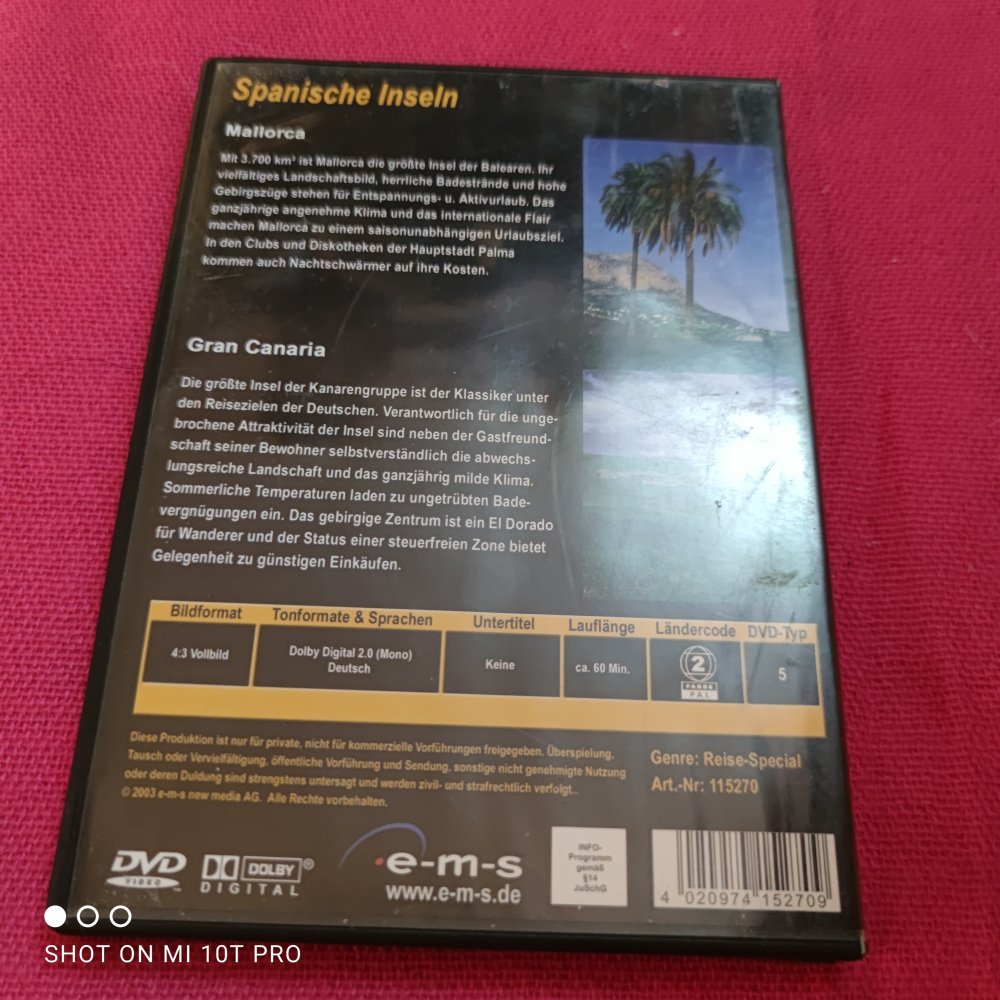 Spanische Inseln
Mallorca
Mit 3.700 km² ist Mallorca die größte Insel der Balearen. Ihr
vielfältiges Landschaftsbild, herrliche Badestrände und hohe
Gebirgszüge stehen für Entspannungs- u. Aktivurlaub. Das
ganzjährige angenehme Klima und das internationale Flair
machen Mallorca zu einem saisonunabhängigen Urlaubsziel.
In den Clubs und Diskotheken der Hauptstadt Palma
kommen auch Nachtschwärmer auf ihre Kosten.
Gran Canaria
Die größte Insel der Kanarengruppe ist der Klassiker unter
den Reisezielen der Deutschen. Verantwortlich für die unge-
brochene Attraktivität der Insel sind neben der Gastfreund-
schaft seiner Bewohner selbstverständlich die abwechs-
lungsreiche Landschaft und das ganzjährig milde Klima.
Sommerliche Temperaturen laden zu ungetrübten Bade-
vergnügungen ein. Das gebirgige Zentrum ist ein El Dorado
für Wanderer und der Status einer steuerfreien Zone bietet
Gelegenheit zu günstigen Einkäufen.
Bildformat Tonformate & Sprachen Untertitel Lauflänge Ländercode DVD-Typ
4:3 Vollbild Dolby Digital 2.0 (Mono) Keine ca. 60 Min. 2 5
Deutsch
FARBE
PAL
Diese Produktion ist nur für private, nicht für kommerzielle Vorführungen freigegeben. Überspielung,
Tausch oder Vervielfältigung, öffentliche Vorführung und Sendung, sonstige nicht genehmigte Nutzung
oder deren Duldung sind strengstens untersagt und werden zivil- und strafrechtlich verfolgt..
© 2003 e-m-s new media AG. Alle Rechte vorbehalten.
Genre: Reise-Special
Art.-Nr: 115270
DVD
VIDEO
DOLBY®
DIGITAL
e-m-s
www.e-m-s.de
INFO-
Programm
gemäß
§14
JuSchG
4 020974 152709
SHOT ON MI 10T PRO